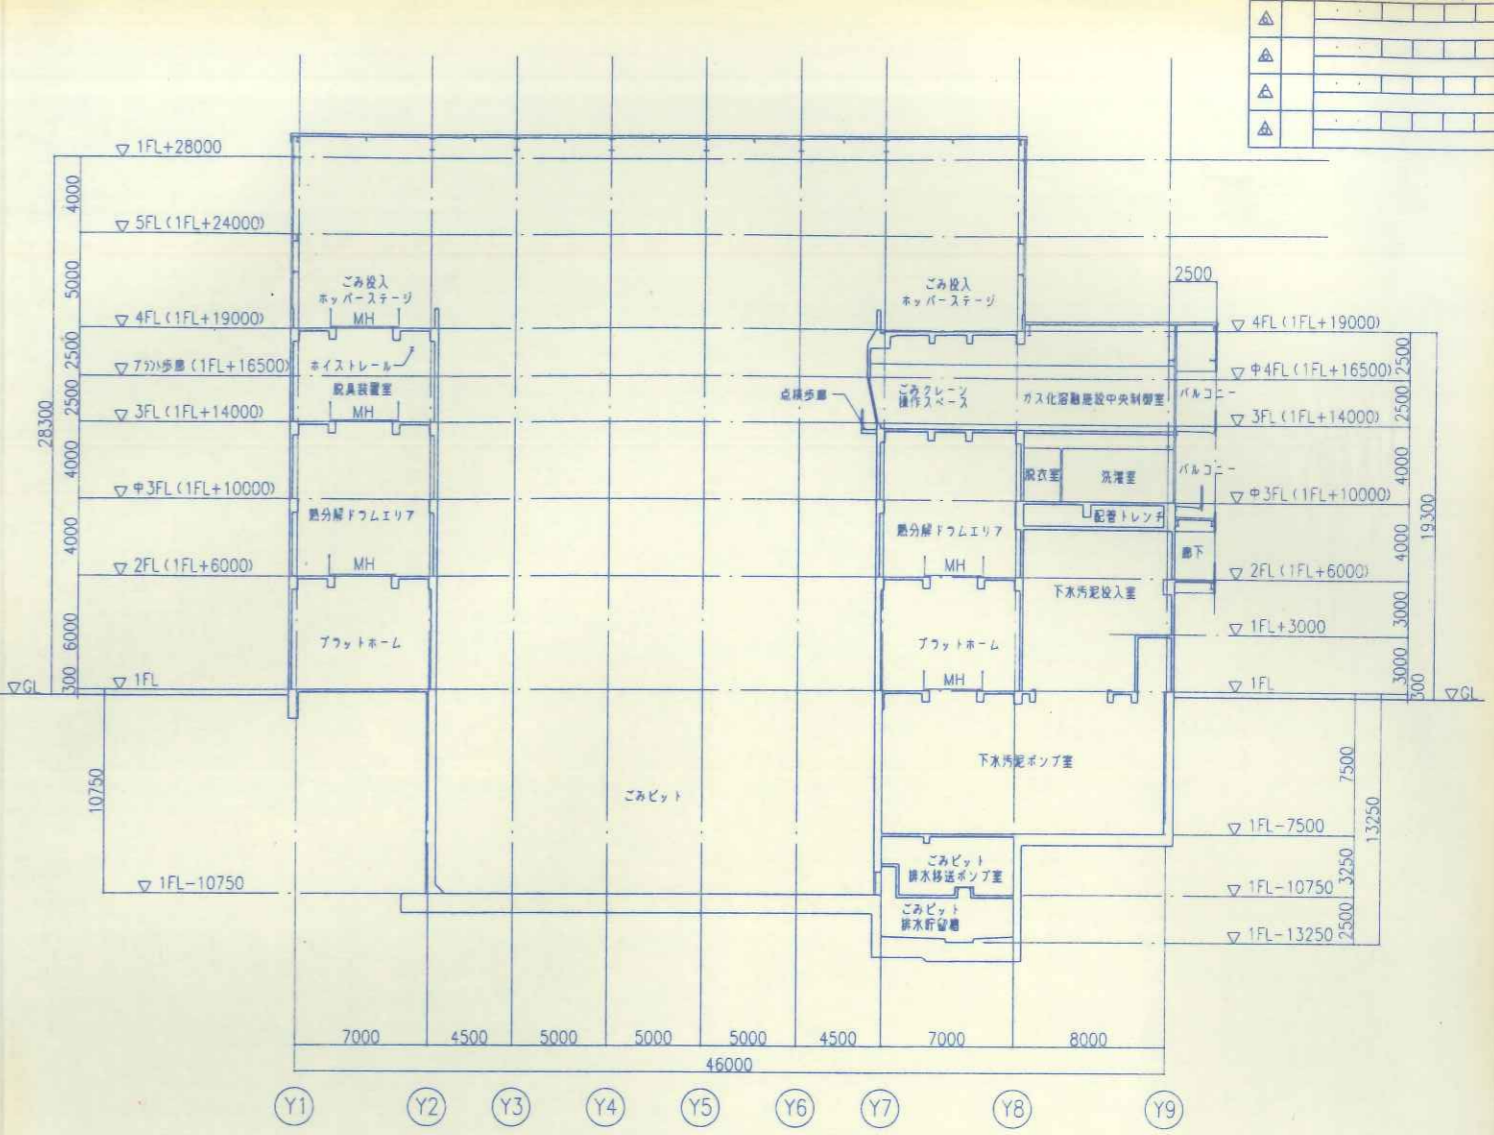 ▽ 1FL+28000
▽ 5FL(1FL+24000)
▽ 4FL(1FL+19000)
▽ プラント歩廊(1FL+16500)
▽ 3FL(1FL+14000)
▽ 中3FL(1FL+10000)
▽ 2FL(1FL+6000)
▽ 1FL
▽GL
▽ 1FL-10750
4000
5000
2500
2500
4000
4000
6000
300
28300
10750
ごみ投入
ホッパーステージ
MH
ホイストレール
脱臭装置室
MH
熱分解ドラムエリア
MH
プラットホーム
ごみピット
ごみ投入
ホッパーステージ
点検歩廊
ごみクレーン
操作スペース
ガス化溶融施設中央制御室
バルコニー
脱衣室
洗濯室
バルコニー
配管トレンチ
熱分解ドラムエリア
MH
廊下
下水汚泥投入室
プラットホーム
MH
下水汚泥ポンプ室
ごみピット
排水移送ポンプ室
ごみピット
排水貯留槽
2500
▽ 4FL(1FL+19000)
▽ 中4FL(1FL+16500)
▽ 3FL(1FL+14000)
▽ 中3FL(1FL+10000)
▽ 2FL(1FL+6000)
▽ 1FL+3000
▽ 1FL
▽GL
▽ 1FL-7500
▽ 1FL-10750
▽ 1FL-13250
2500
2500
4000
4000
3000
3000
300
19300
7500
3250
2500
13250
7000
4500
5000
5000
5000
4500
7000
8000
46000
Y1
Y2
Y3
Y4
Y5
Y6
Y7
Y8
Y9